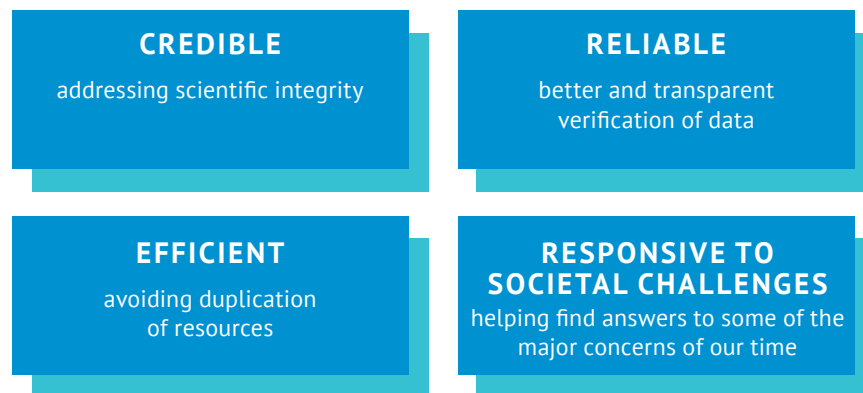 CREDIBLE
addressing scientific integrity
RELIABLE
better and transparent
verification of data
EFFICIENT
avoiding duplication
of resources
RESPONSIVE TO
SOCIETAL CHALLENGES
helping find answers to some of the
major concerns of our time